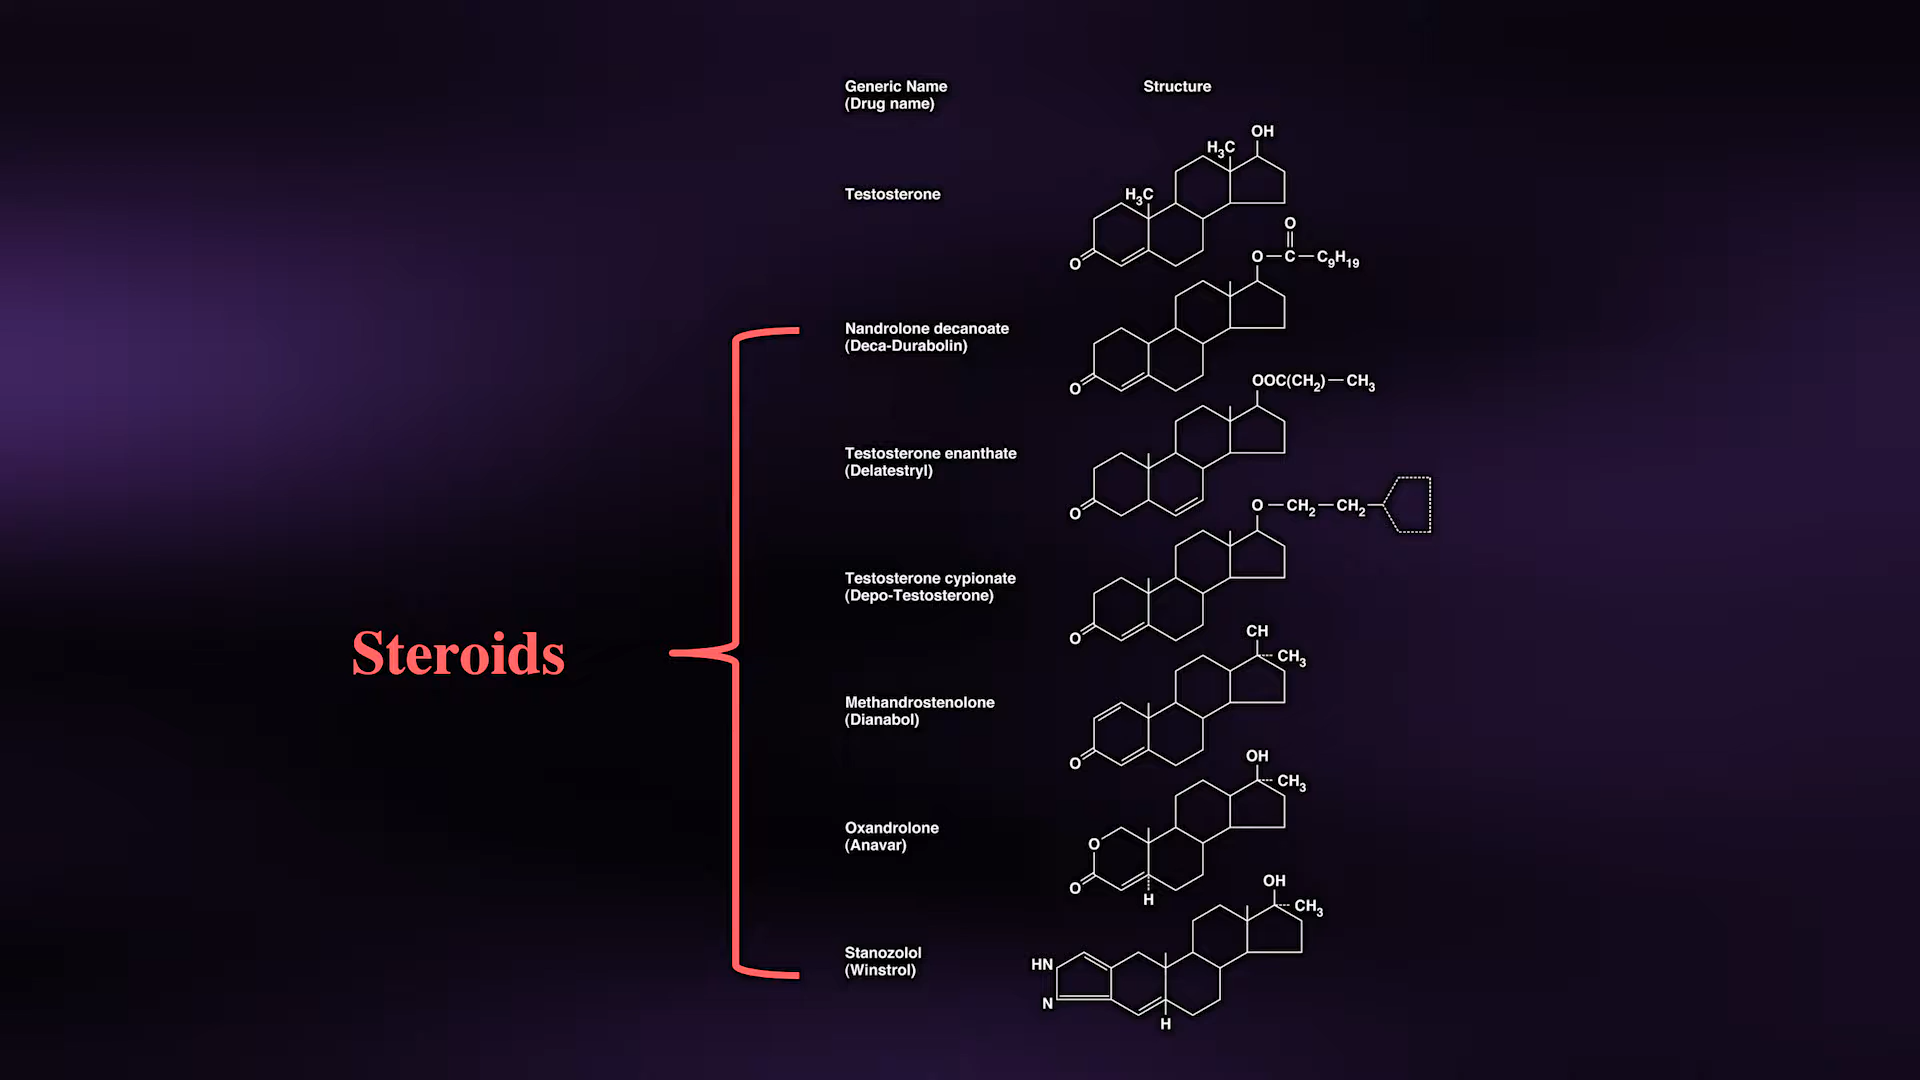 Generic Name
(Drug name)
Structure
Testosterone
OH
H₃C
H₃C
O
Nandrolone decanoate
(Deca-Durabolin)
O
O—C—C₉H₁₉
O
Testosterone enanthate
(Delatestryl)
OOC(CH₂)—CH₃
O
Testosterone cypionate
(Depo-Testosterone)
O—CH₂—CH₂
O
Steroids
Methandrostenolone
(Dianabol)
CH
CH₃
O
Oxandrolone
(Anavar)
OH
CH₃
O
O
H
Stanozolol
(Winstrol)
OH
CH₃
HN
N
H